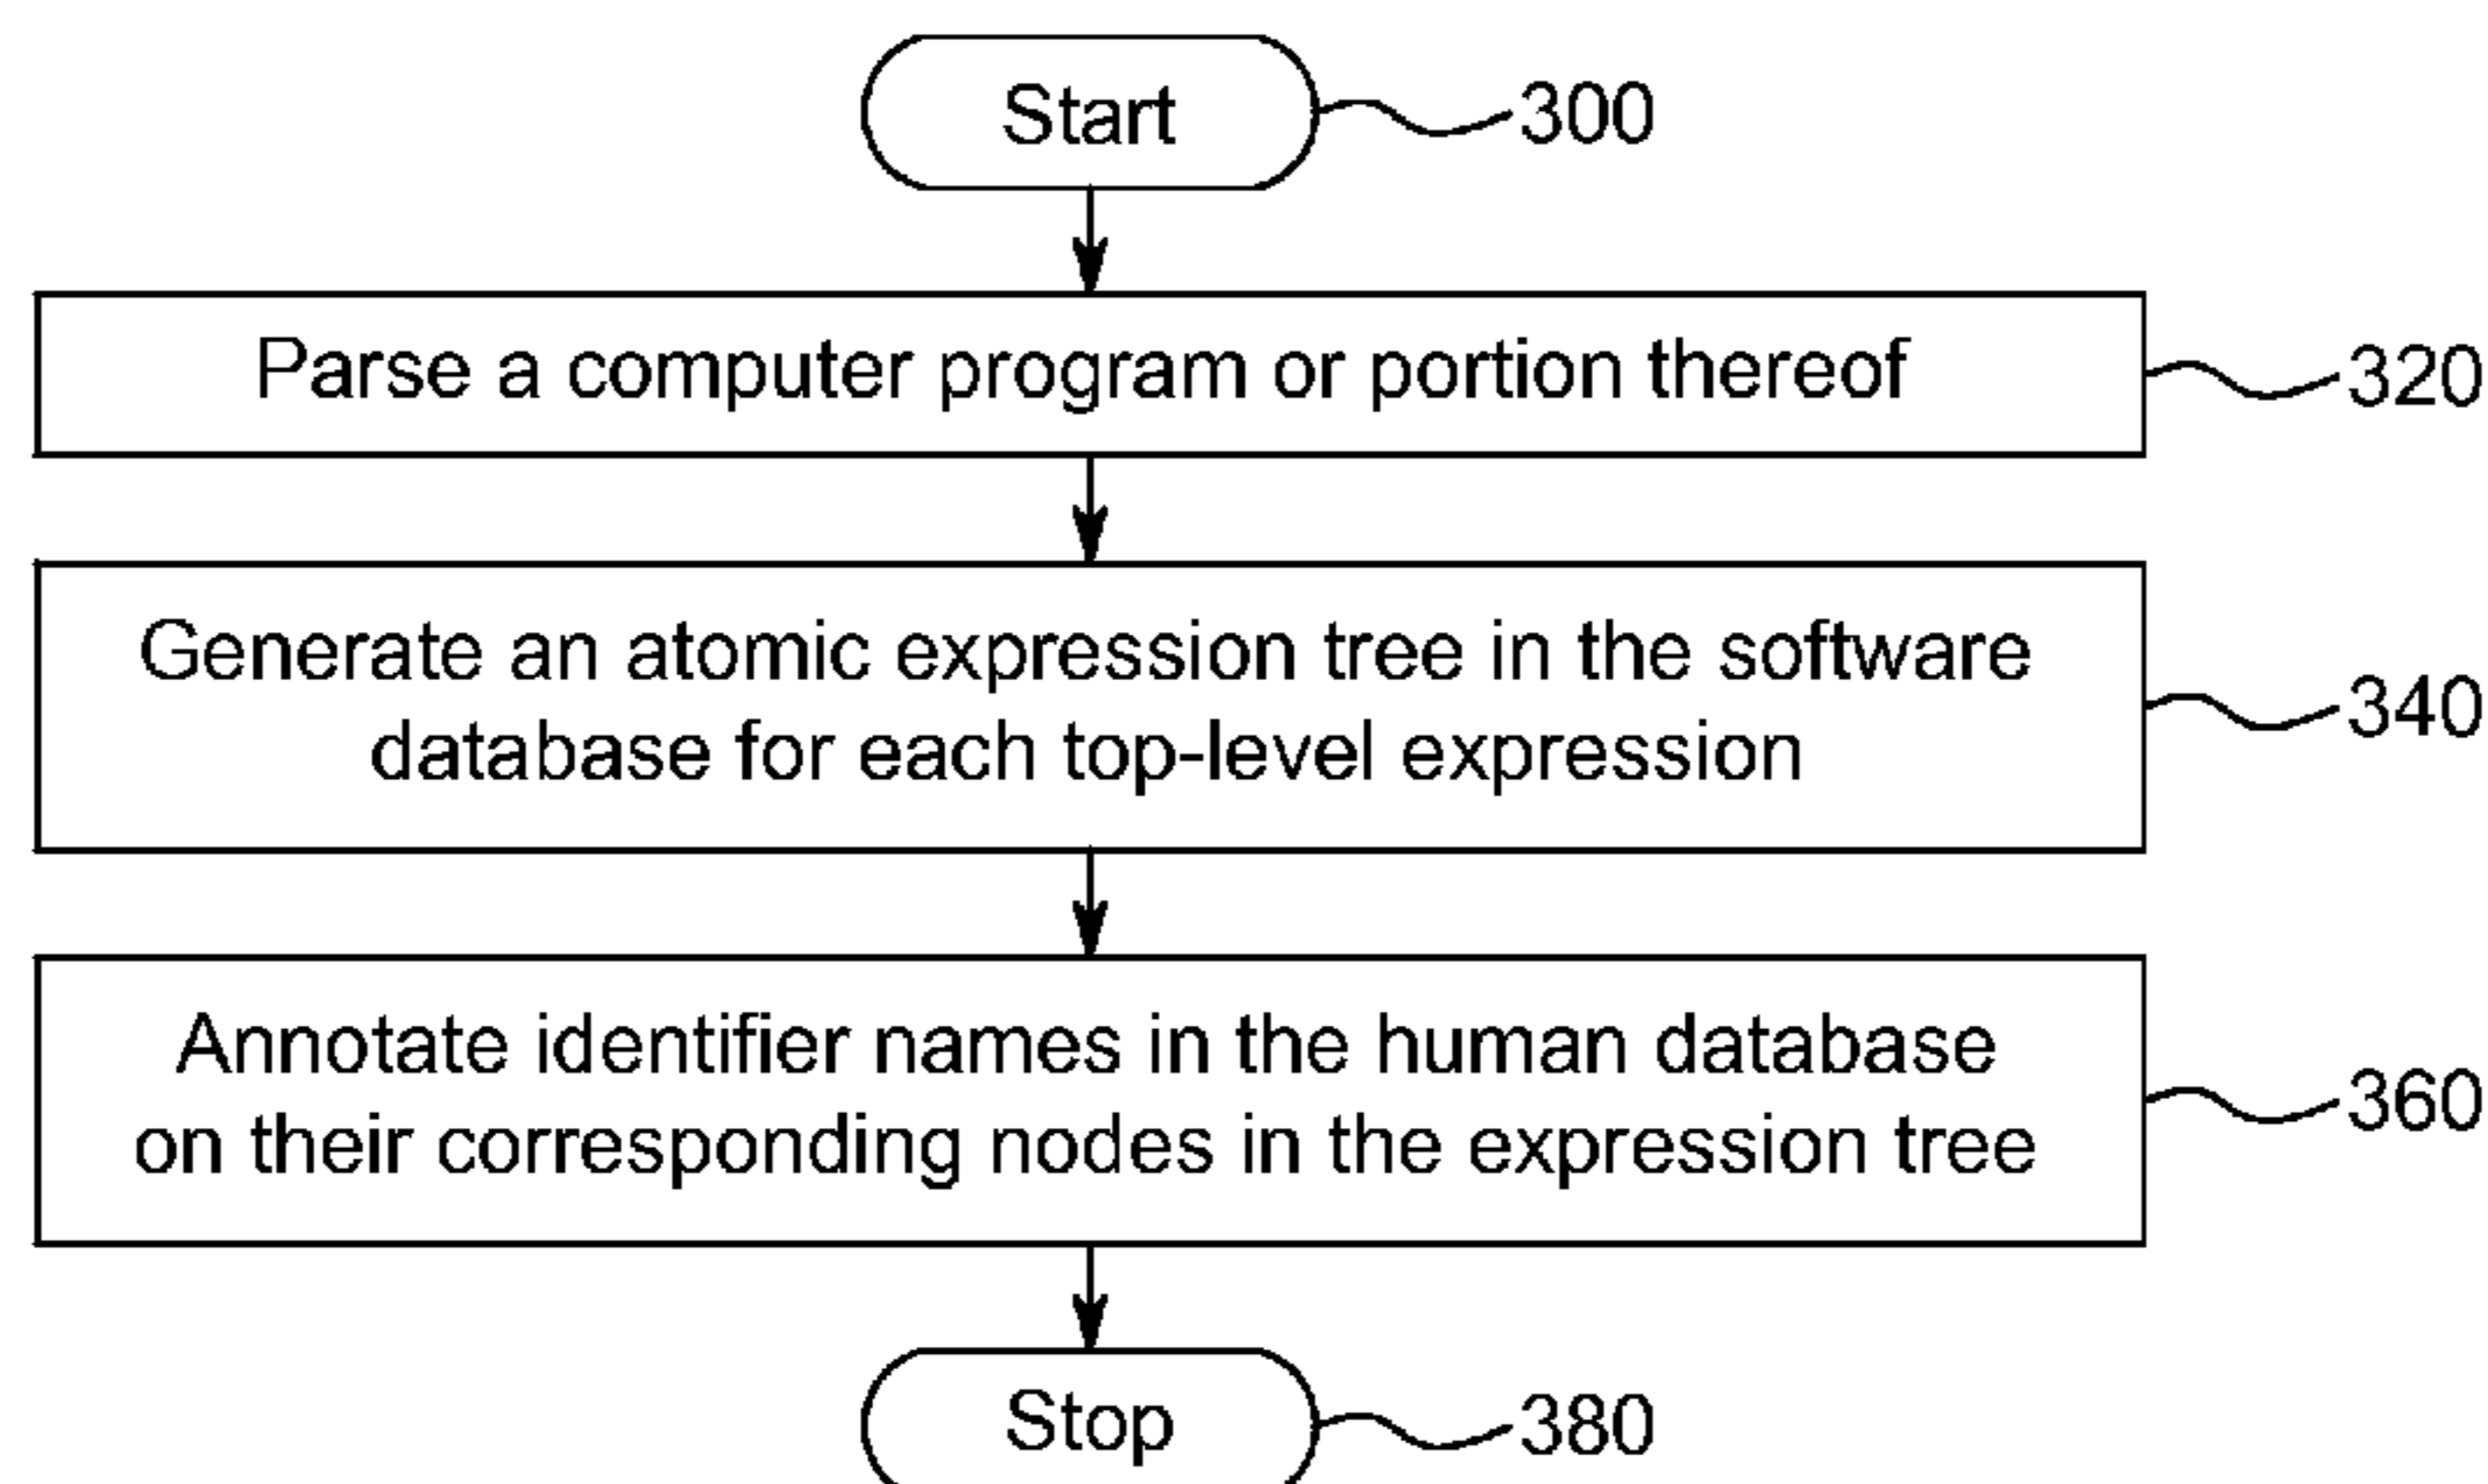 Start
300
Parse a computer program or portion thereof
320
Generate an atomic expression tree in the software
database for each top-level expression
340
Annotate identifier names in the human database
on their corresponding nodes in the expression tree
360
Stop
380